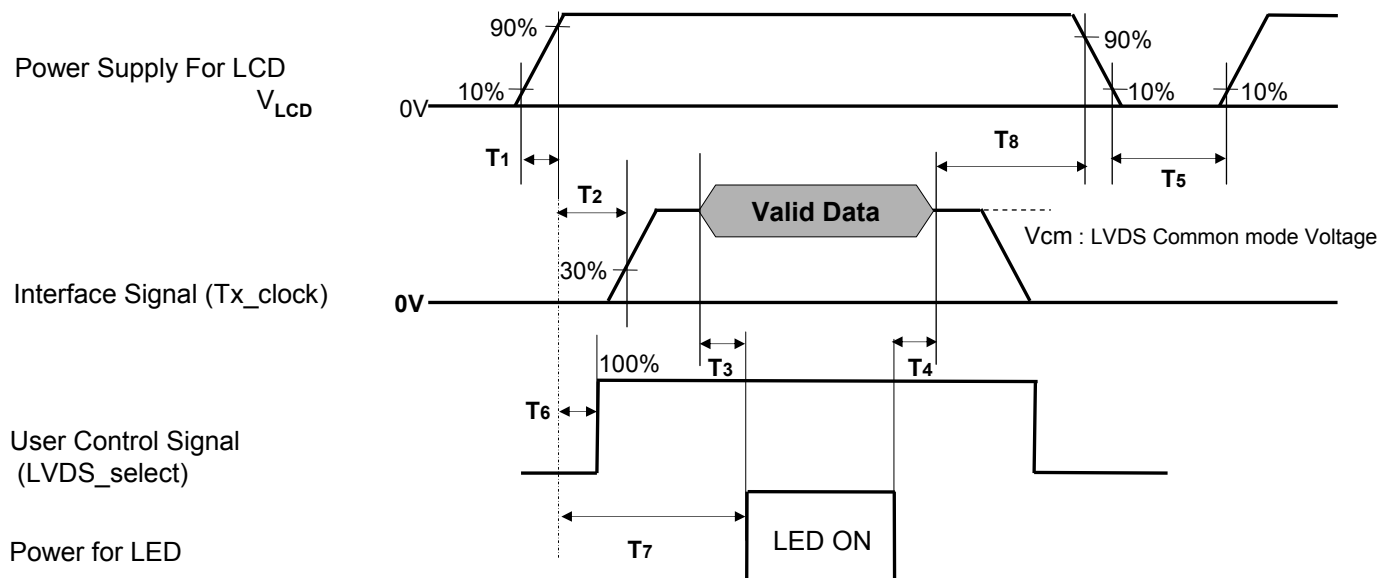 90%
90%
Power Supply For LCD
VLCD
10%
10%
10%
0V
T1
T8
T2
T5
Valid Data
Vcm : LVDS Common mode Voltage
30%
Interface Signal (Tx_clock)
0V
T3
T4
100%
T6
User Control Signal
(LVDS_select)
T7
LED ON
Power for LED